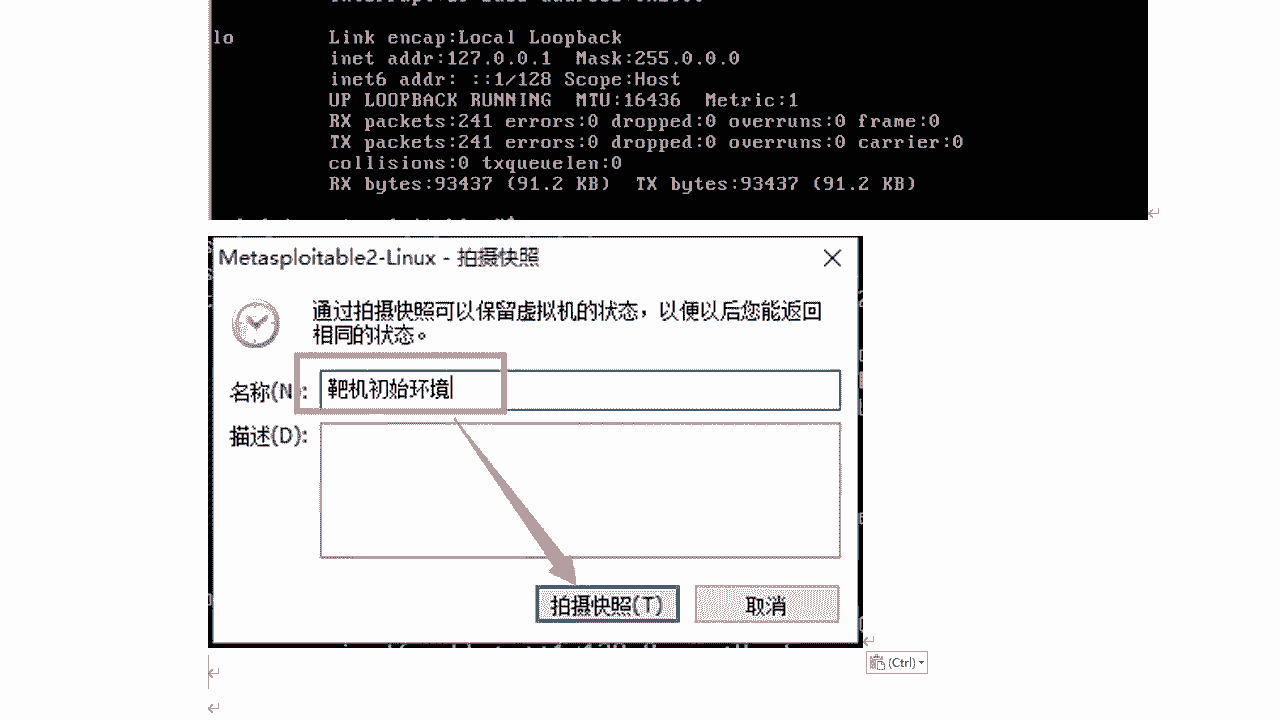 lo Link encap:Local Loopback
inet addr:127.0.0.1 Mask:255.0.0.0
inet6 addr: ::1/128 Scope:Host
UP LOOPBACK RUNNING MTU:16436 Metric:1
RX packets:241 errors:0 dropped:0 overruns:0 frame:0
TX packets:241 errors:0 dropped:0 overruns:0 carrier:0
collisions:0 txqueuelen:0
RX bytes:93437 (91.2 KB) TX bytes:93437 (91.2 KB)
Metasploitable2-Linux - 拍摄快照
通过拍摄快照可以保留虚拟机的状态，以便以后您能返回
相同的状态。
名称(N): 靶机初始环境
描述(D):
拍摄快照(T) 取消
(Ctrl)